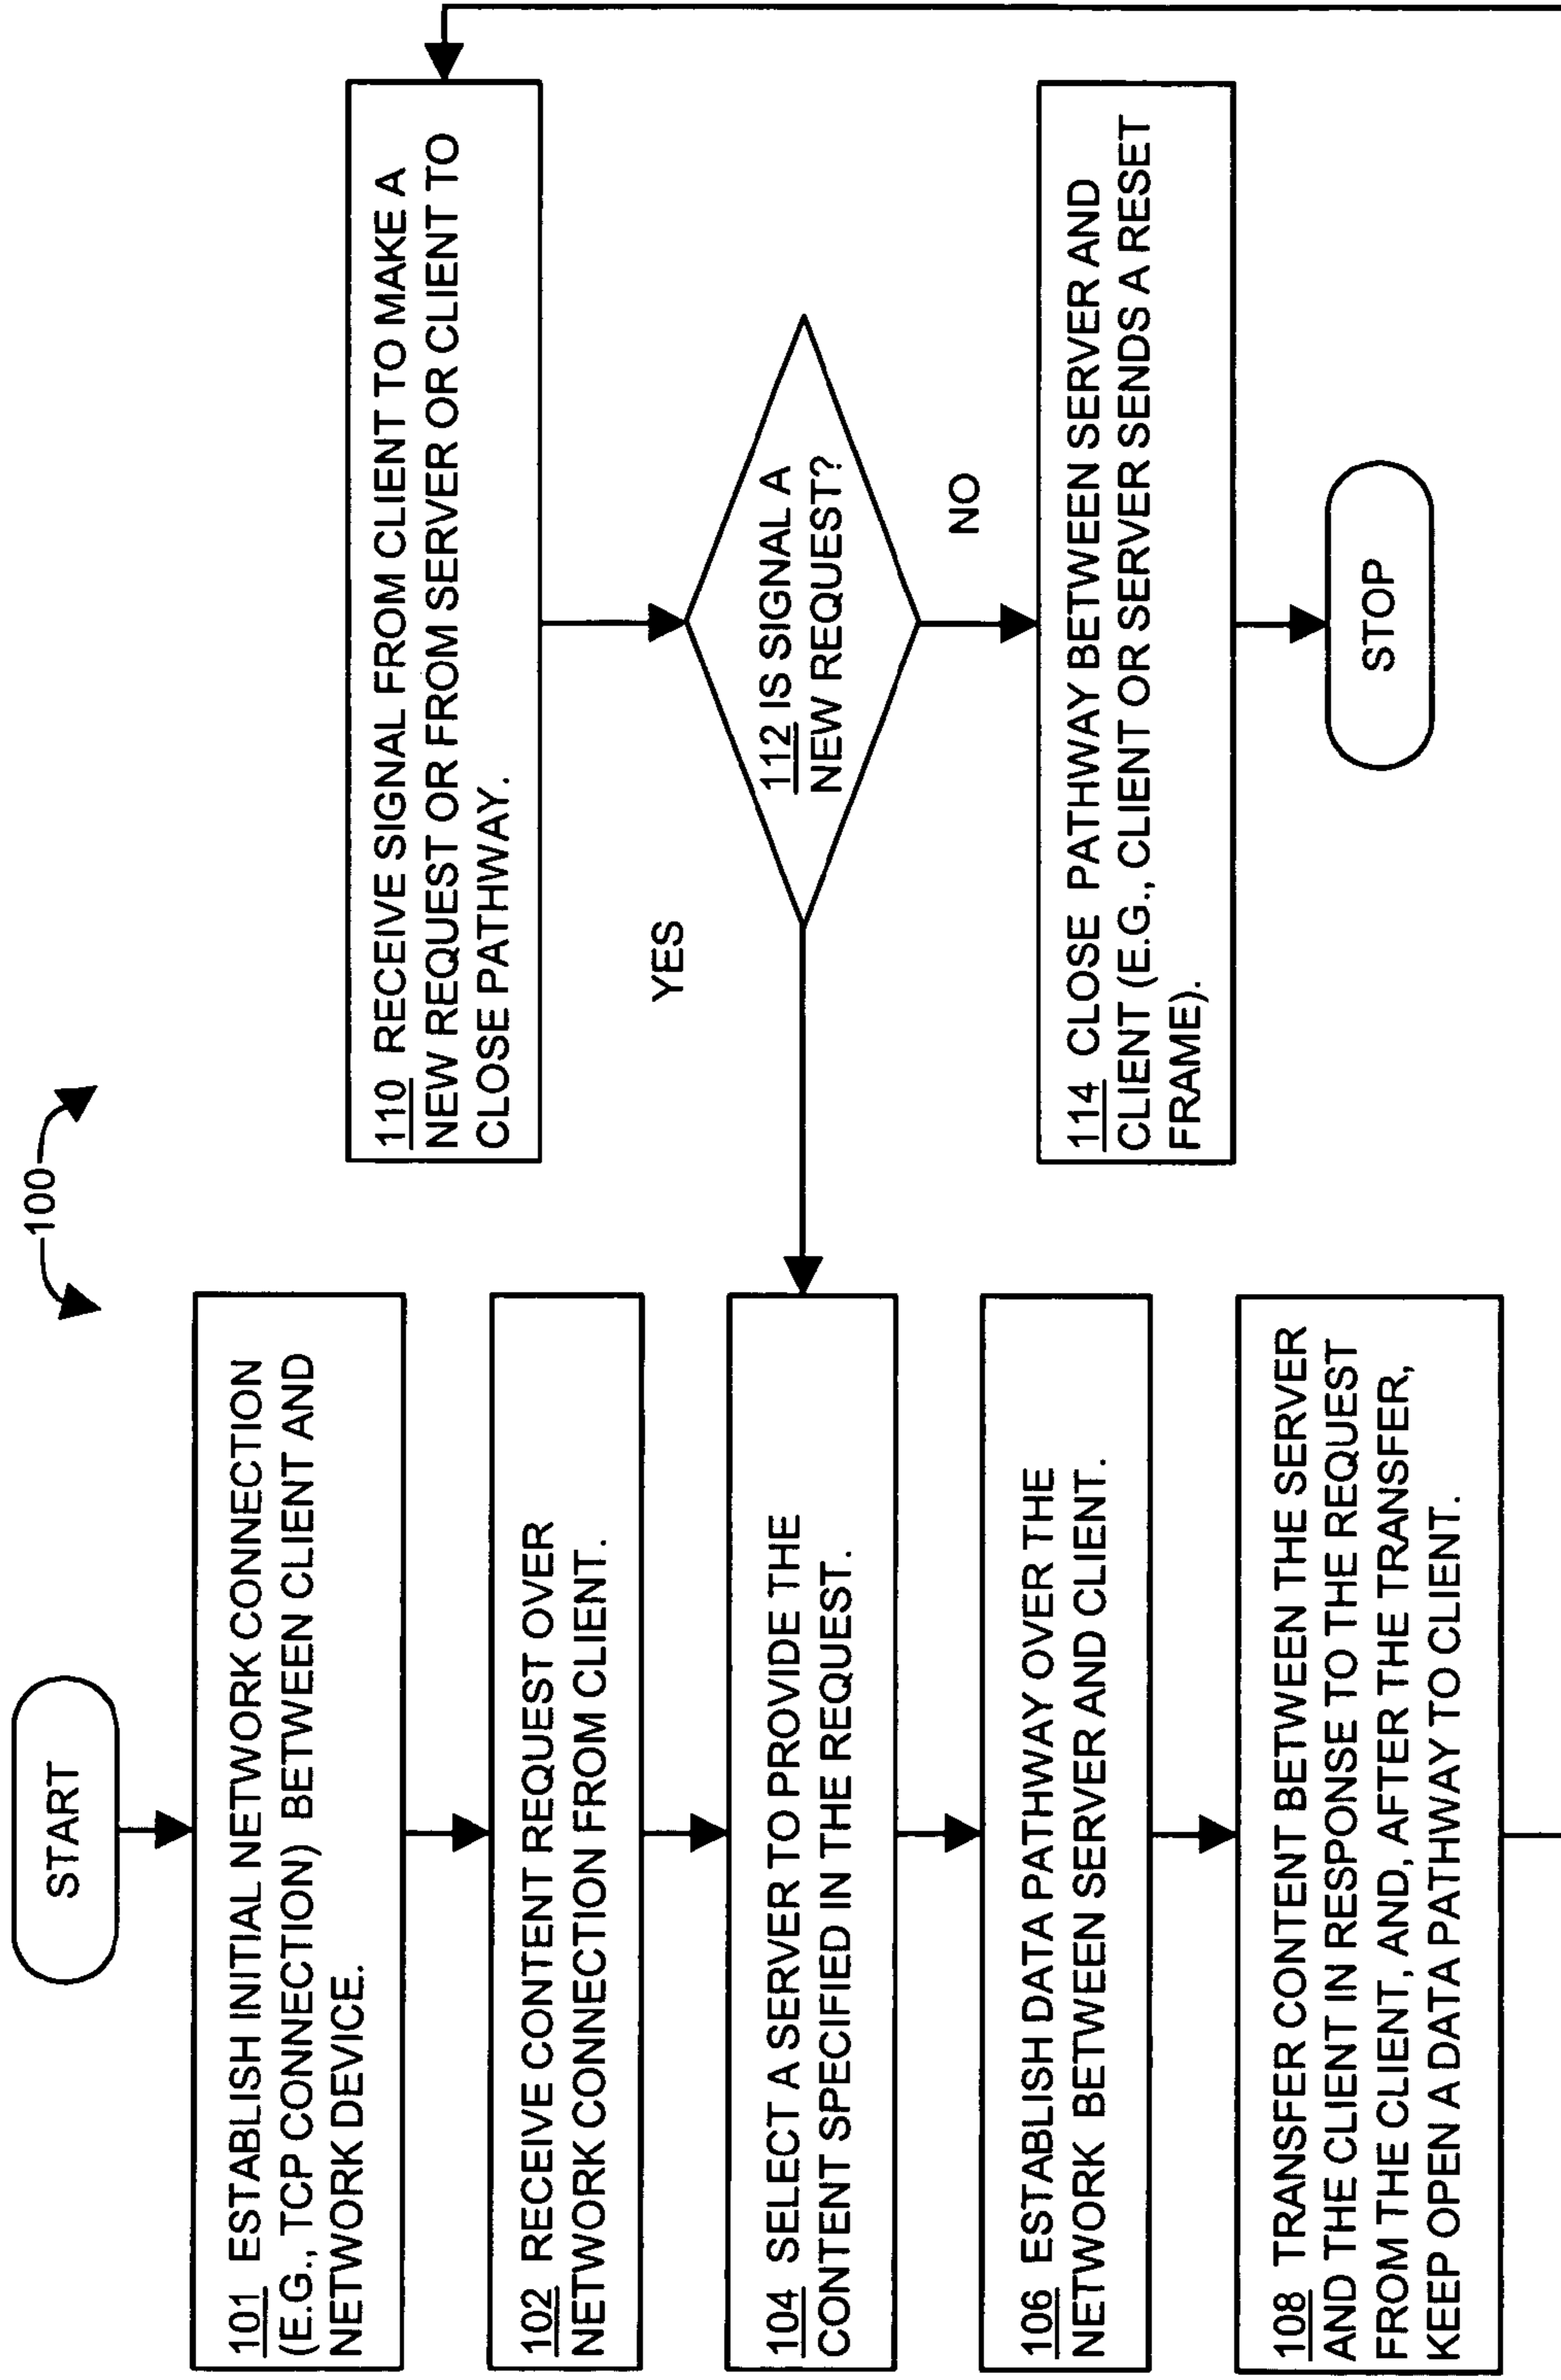 100
START
101 ESTABLISH INITIAL NETWORK CONNECTION
(E.G., TCP CONNECTION) BETWEEN CLIENT AND
NETWORK DEVICE.
102 RECEIVE CONTENT REQUEST OVER
NETWORK CONNECTION FROM CLIENT.
104 SELECT A SERVER TO PROVIDE THE
CONTENT SPECIFIED IN THE REQUEST.
106 ESTABLISH DATA PATHWAY OVER THE
NETWORK BETWEEN SERVER AND CLIENT.
108 TRANSFER CONTENT BETWEEN THE SERVER
AND THE CLIENT IN RESPONSE TO THE REQUEST
FROM THE CLIENT, AND, AFTER THE TRANSFER,
KEEP OPEN A DATA PATHWAY TO CLIENT.
110 RECEIVE SIGNAL FROM CLIENT TO MAKE A
NEW REQUEST OR FROM SERVER OR CLIENT TO
CLOSE PATHWAY.
YES
112 IS SIGNAL A
NEW REQUEST?
NO
114 CLOSE PATHWAY BETWEEN SERVER AND
CLIENT (E.G., CLIENT OR SERVER SENDS A RESET
FRAME).
STOP